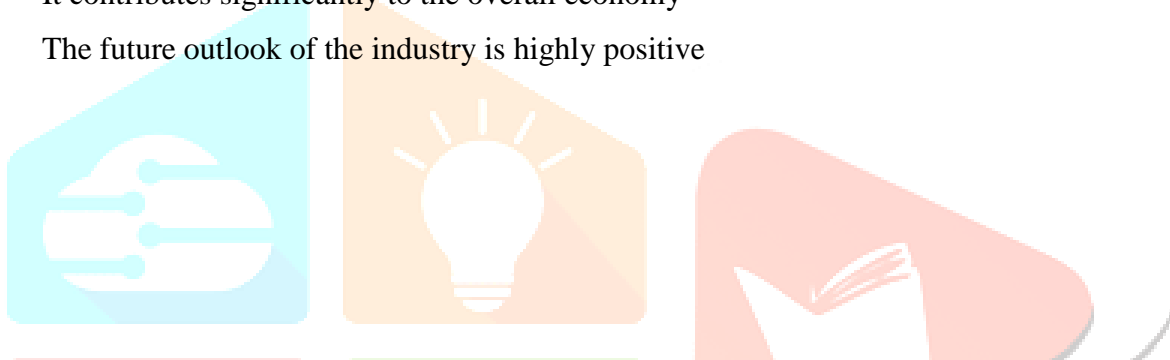 It contributes significantly to the overall economy
The future outlook of the industry is highly positive